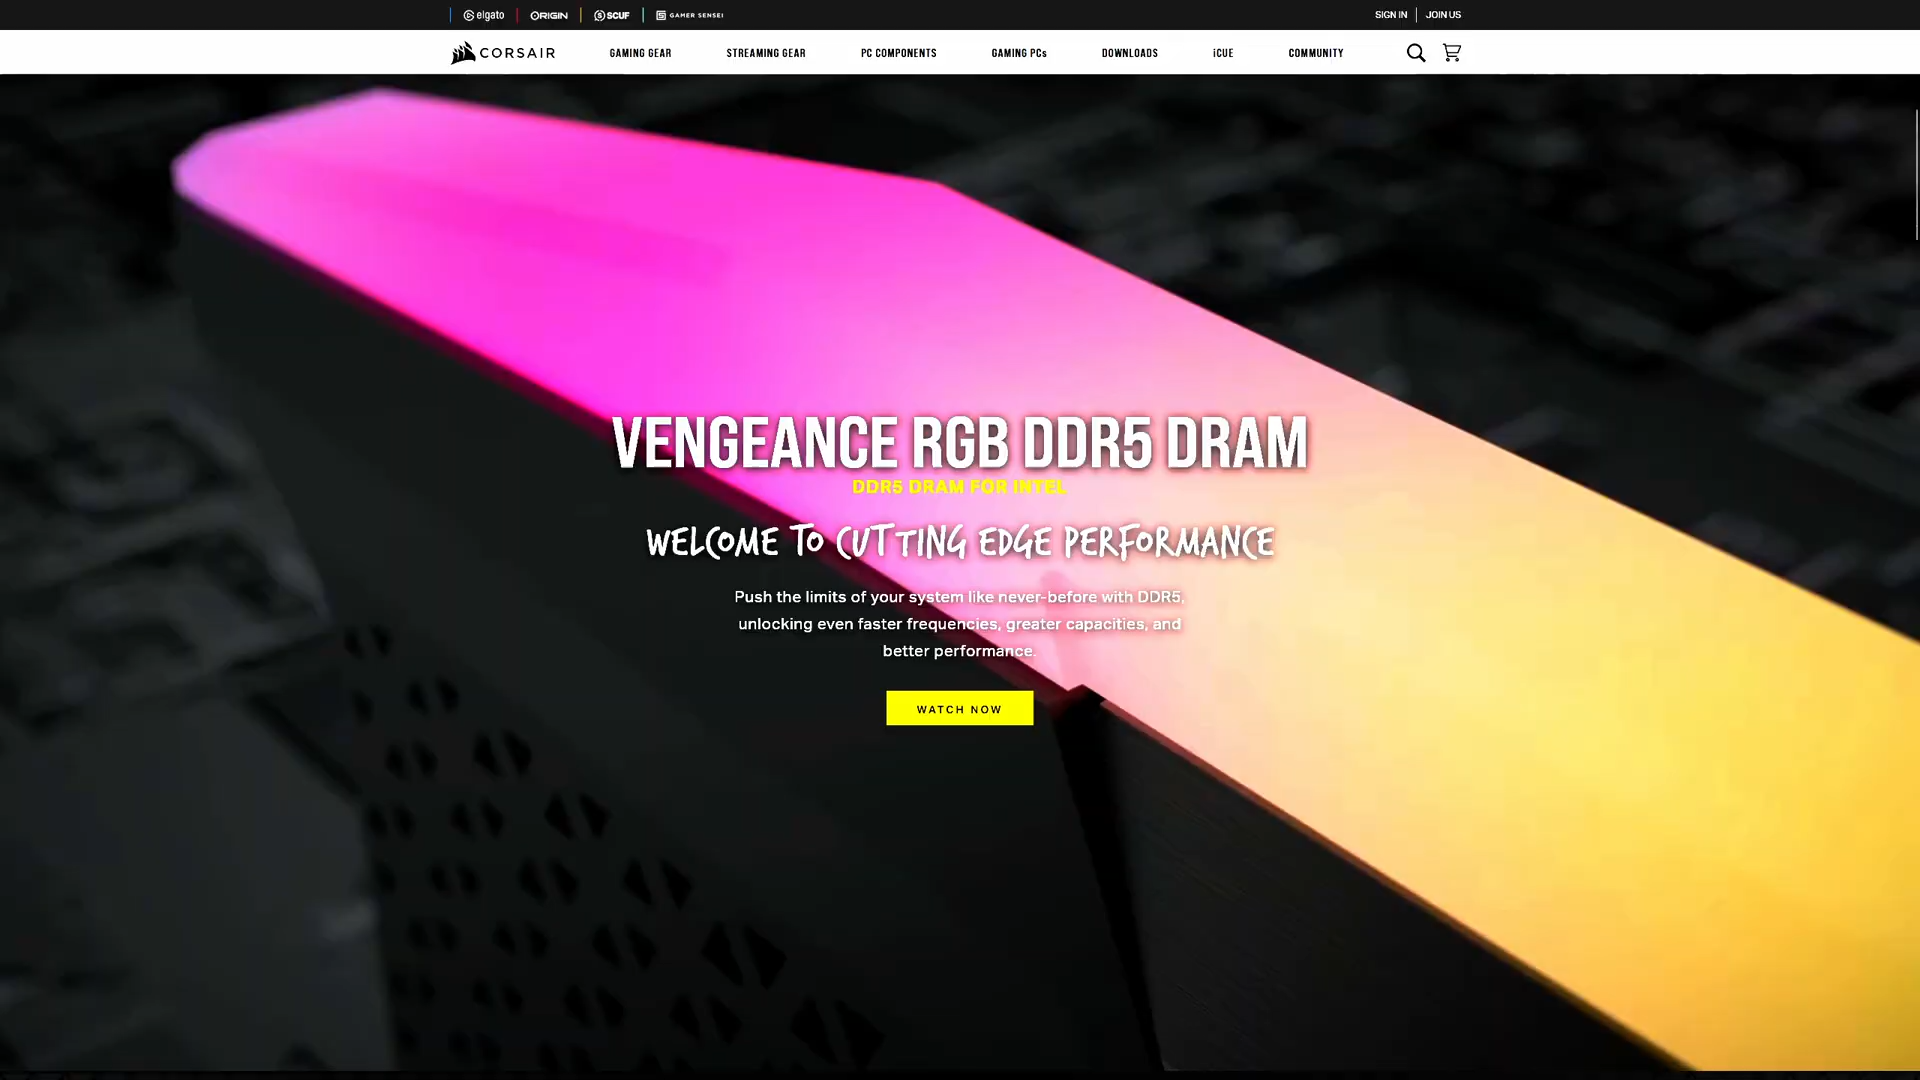 elgato ORIGIN SCUF GAMER SENSEI SIGN IN JOIN US
CORSAIR GAMING GEAR STREAMING GEAR PC COMPONENTS GAMING PCs DOWNLOADS iCUE COMMUNITY
VENGEANCE RGB DDR5 DRAM
DDR5 DRAM FOR INTEL
WELCOME TO CUTTING EDGE PERFORMANCE
Push the limits of your system like never-before with DDR5,
unlocking even faster frequencies, greater capacities, and
better performance.
WATCH NOW